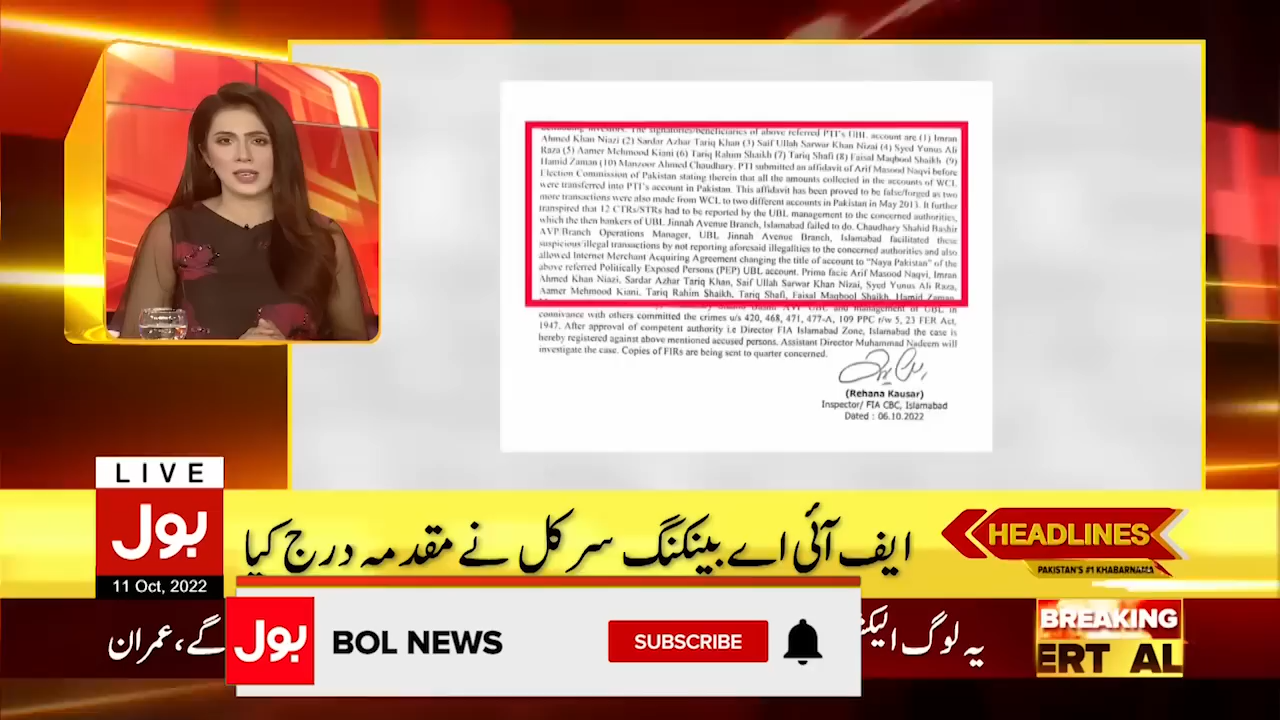 demanding investors. The signatories/beneficiaries of above referred PTI's UBL account are (1) Imran
Ahmed Khan Niazi (2) Sardar Azhar Tariq Khan (3) Saif Ullah Sarwar Khan Nizai (4) Syed Yunus Ali
Raza (5) Aamer Mehmood Kiani (6) Tariq Rahim Shaikh (7) Tariq Shafi (8) Faisal Maqbool Shaikh (9)
Hamid Zaman (10) Manzoor Ahmed Chaudhary. PTI submitted an affidavit of Arif Masood Naqvi before
Election Commission of Pakistan stating therein that all the amounts collected in the accounts of WCL
were transferred into PTI's account in Pakistan. This affidavit has been proved to be false/forged as two
more transactions were also made from WCL to two different accounts in Pakistan in May 2013. It further
transpired that 12 CTRs/STRs had to be reported by the UBL management to the concerned authorities,
which the then bankers of UBL Jinnah Avenue Branch, Islamabad failed to do. Chaudhary Shahid Bashir
AVP/Branch Operations Manager, UBL Jinnah Avenue Branch, Islamabad facilitated these
suspicious/illegal transactions by not reporting aforesaid illegalities to the concerned authorities and also
allowed Internet Merchant Acquiring Agreement changing the title of account to "Naya Pakistan" of the
above referred Politically Exposed Persons (PEP) UBL account. Prima facie Arif Masood Naqvi, Imran
Ahmed Khan Niazi, Sardar Azhar Tariq Khan, Saif Ullah Sarwar Khan Nizai, Syed Yunus Ali Raza,
Aamer Mehmood Kiani, Tariq Rahim Shaikh, Tariq Shafi, Faisal Maqbool Shaikh, Hamid Zaman
management of UBL in
connivance with others committed the crimes u/s 420, 468, 471, 477-A, 109 PPC r/w 5, 23 FER Act,
1947. After approval of competent authority i.e Director FIA Islamabad Zone, Islamabad the case is
hereby registered against above mentioned accused persons. Assistant Director Muhammad Nadeem will
investigate the case. Copies of FIRs are being sent to quarter concerned.
(Rehana Kausar)
Inspector/ FIA CBC, Islamabad
Dated : 06.10.2022
LIVE
بول
11 Oct, 2022
ایف آئی اے بینکنگ سرکل نے مقدمہ درج کیا
HEADLINES
PAKISTAN'S #1 KHABARNAMA
یہ لوگ
گے، عمران
بول
BOL NEWS
SUBSCRIBE
BREAKING
ERT AL